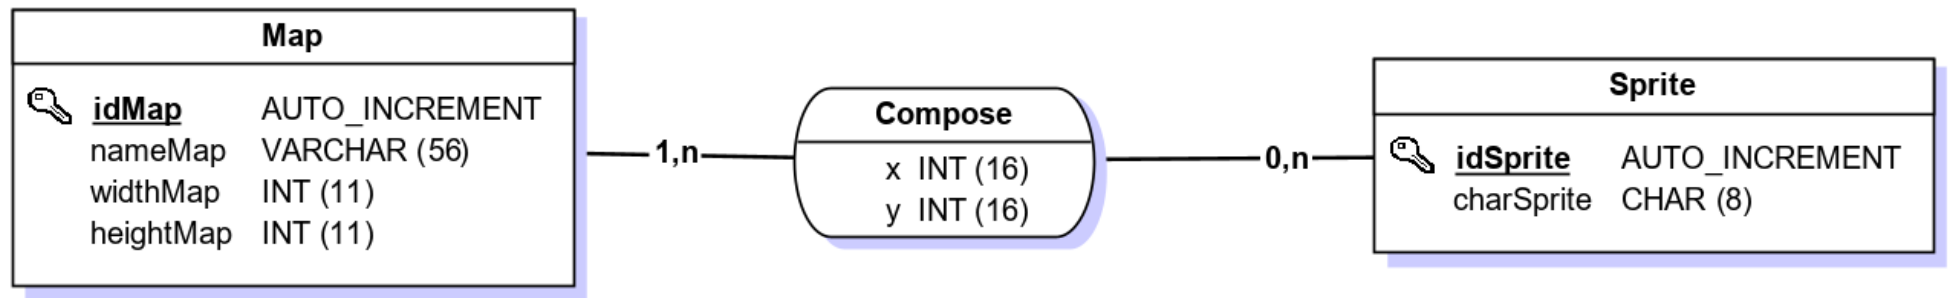 Map
idMap AUTO_INCREMENT
nameMap VARCHAR (56)
widthMap INT (11)
heightMap INT (11)
1,n
Compose
x INT (16)
y INT (16)
0,n
Sprite
idSprite AUTO_INCREMENT
charSprite CHAR (8)